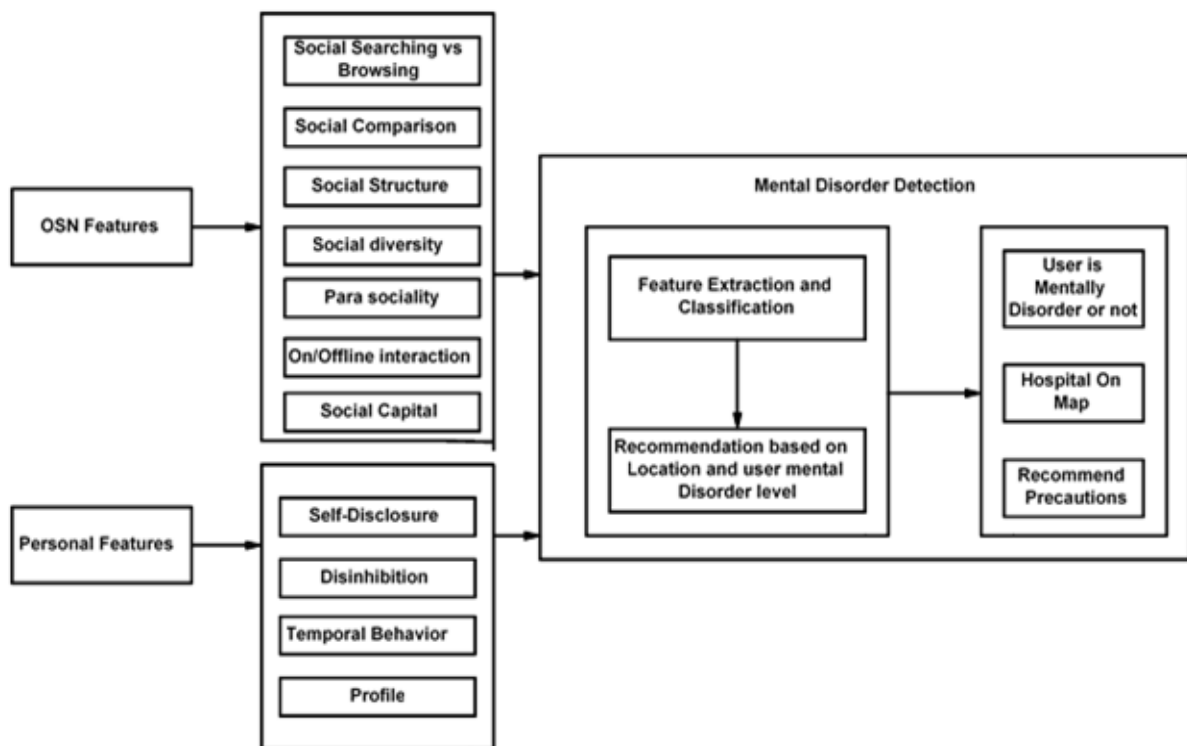 OSN Features
Social Searching vs
Browsing
Social Comparison
Social Structure
Social diversity
Para sociality
On/Offline interaction
Social Capital
Personal Features
Self-Disclosure
Disinhibition
Temporal Behavior
Profile
Mental Disorder Detection
Feature Extraction and
Classification
Recommendation based on
Location and user mental
Disorder level
User is
Mentally
Disorder or not
Hospital On
Map
Recommend
Precautions